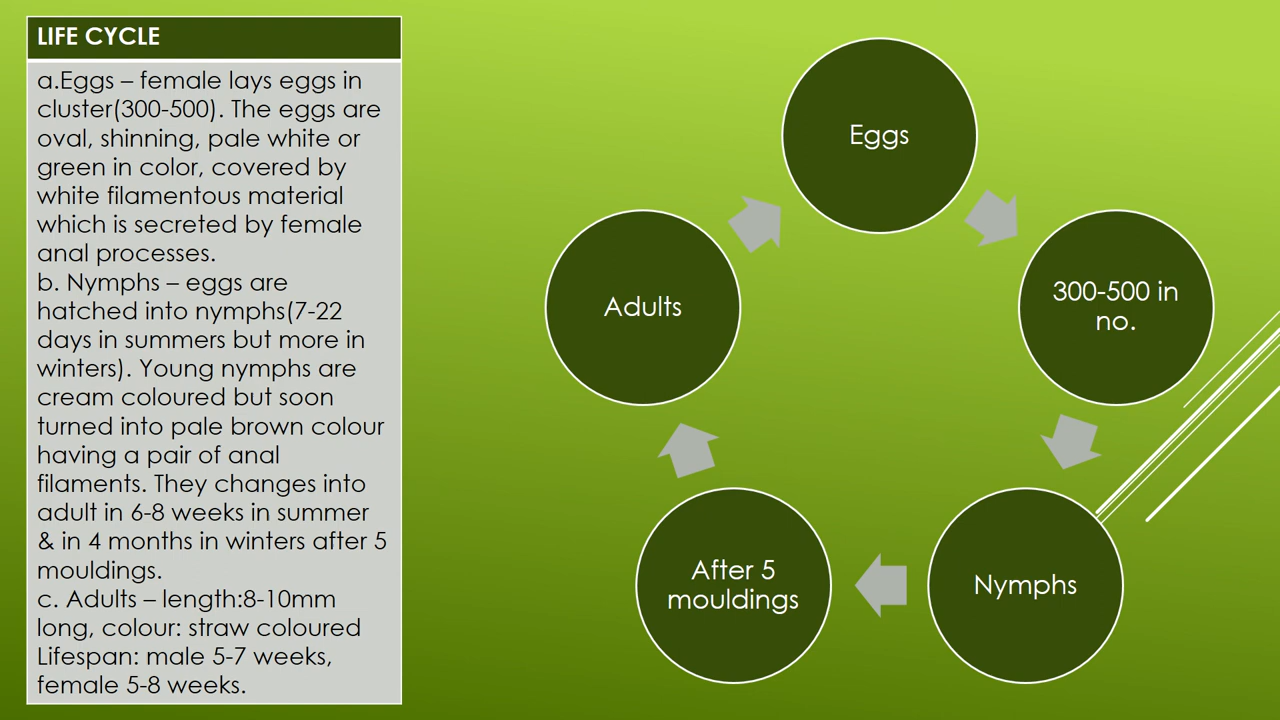 LIFE CYCLE
a.Eggs – female lays eggs in
cluster(300-500). The eggs are
oval, shinning, pale white or
green in color, covered by
white filamentous material
which is secreted by female
anal processes.
b. Nymphs – eggs are
hatched into nymphs(7-22
days in summers but more in
winters). Young nymphs are
cream coloured but soon
turned into pale brown colour
having a pair of anal
filaments. They changes into
adult in 6-8 weeks in summer
& in 4 months in winters after 5
mouldings.
c. Adults – length:8-10mm
long, colour: straw coloured
Lifespan: male 5-7 weeks,
female 5-8 weeks.
Eggs
300-500 in
no.
Nymphs
After 5
mouldings
Adults